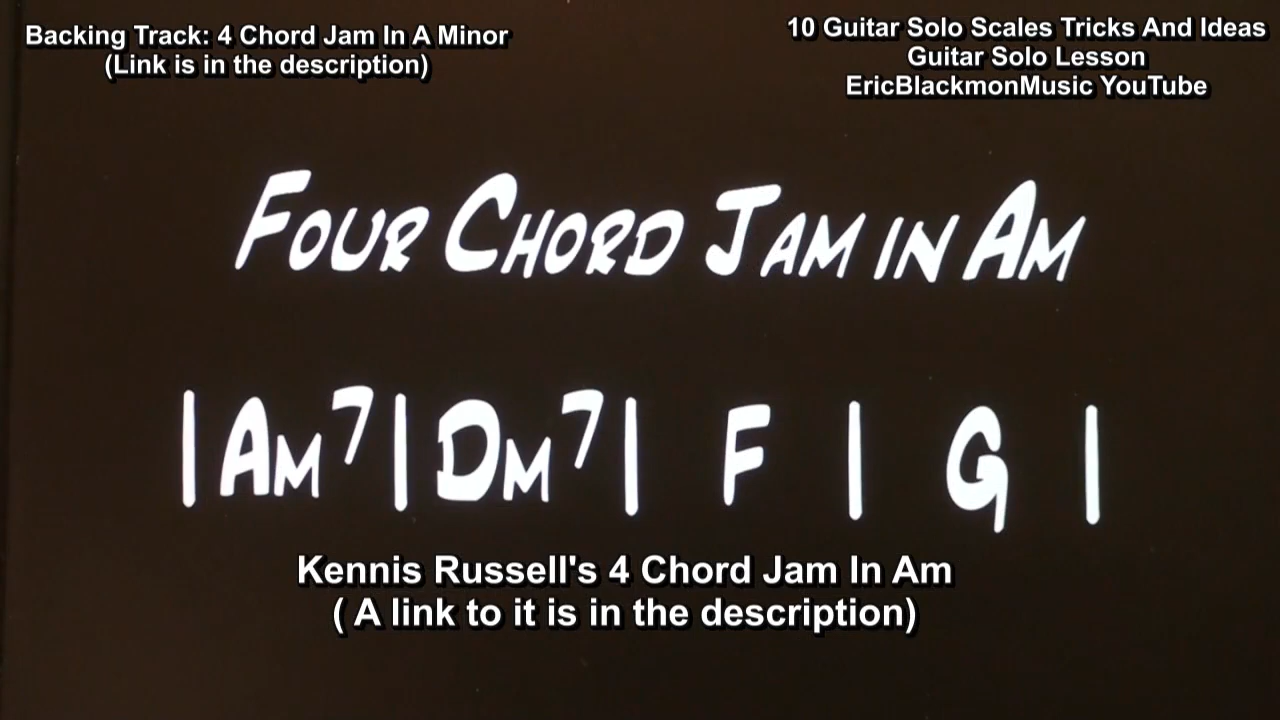 Backing Track: 4 Chord Jam In A Minor
(Link is in the description)
10 Guitar Solo Scales Tricks And Ideas
Guitar Solo Lesson
EricBlackmonMusic YouTube
FOUR CHORD JAM IN AM
| AM7 | DM7 | F | G |
Kennis Russell's 4 Chord Jam In Am
( A link to it is in the description)